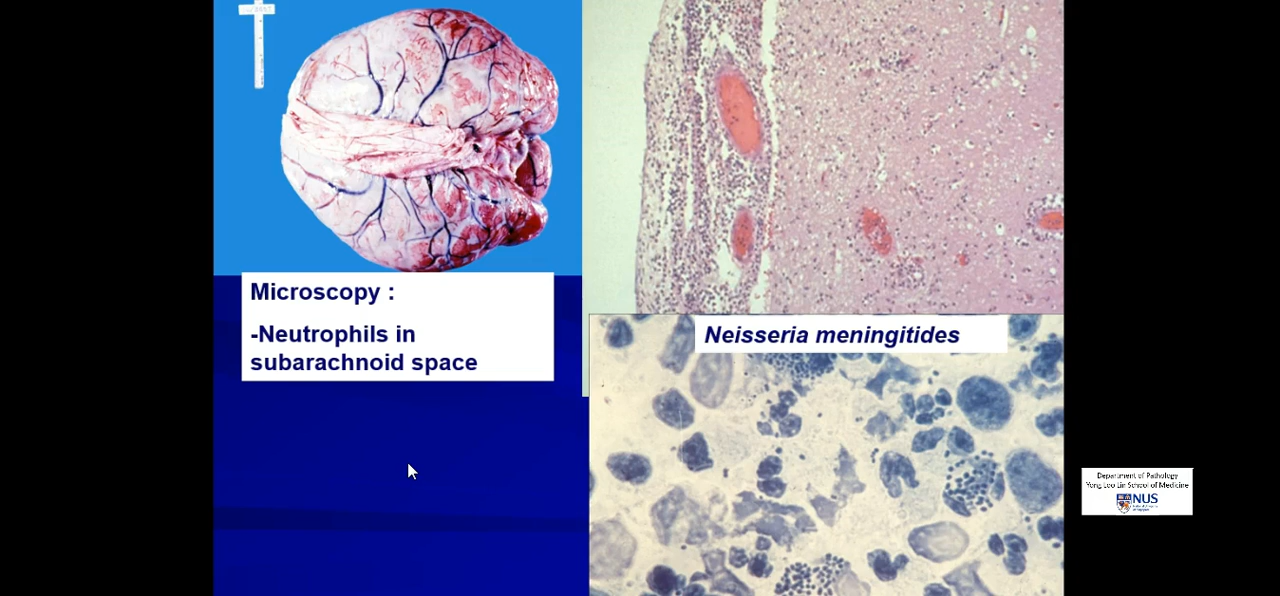 Microscopy :
-Neutrophils in
subarachnoid space
Neisseria meningitides
Department of Pathology
Yong Loo Lin School of Medicine
NUS